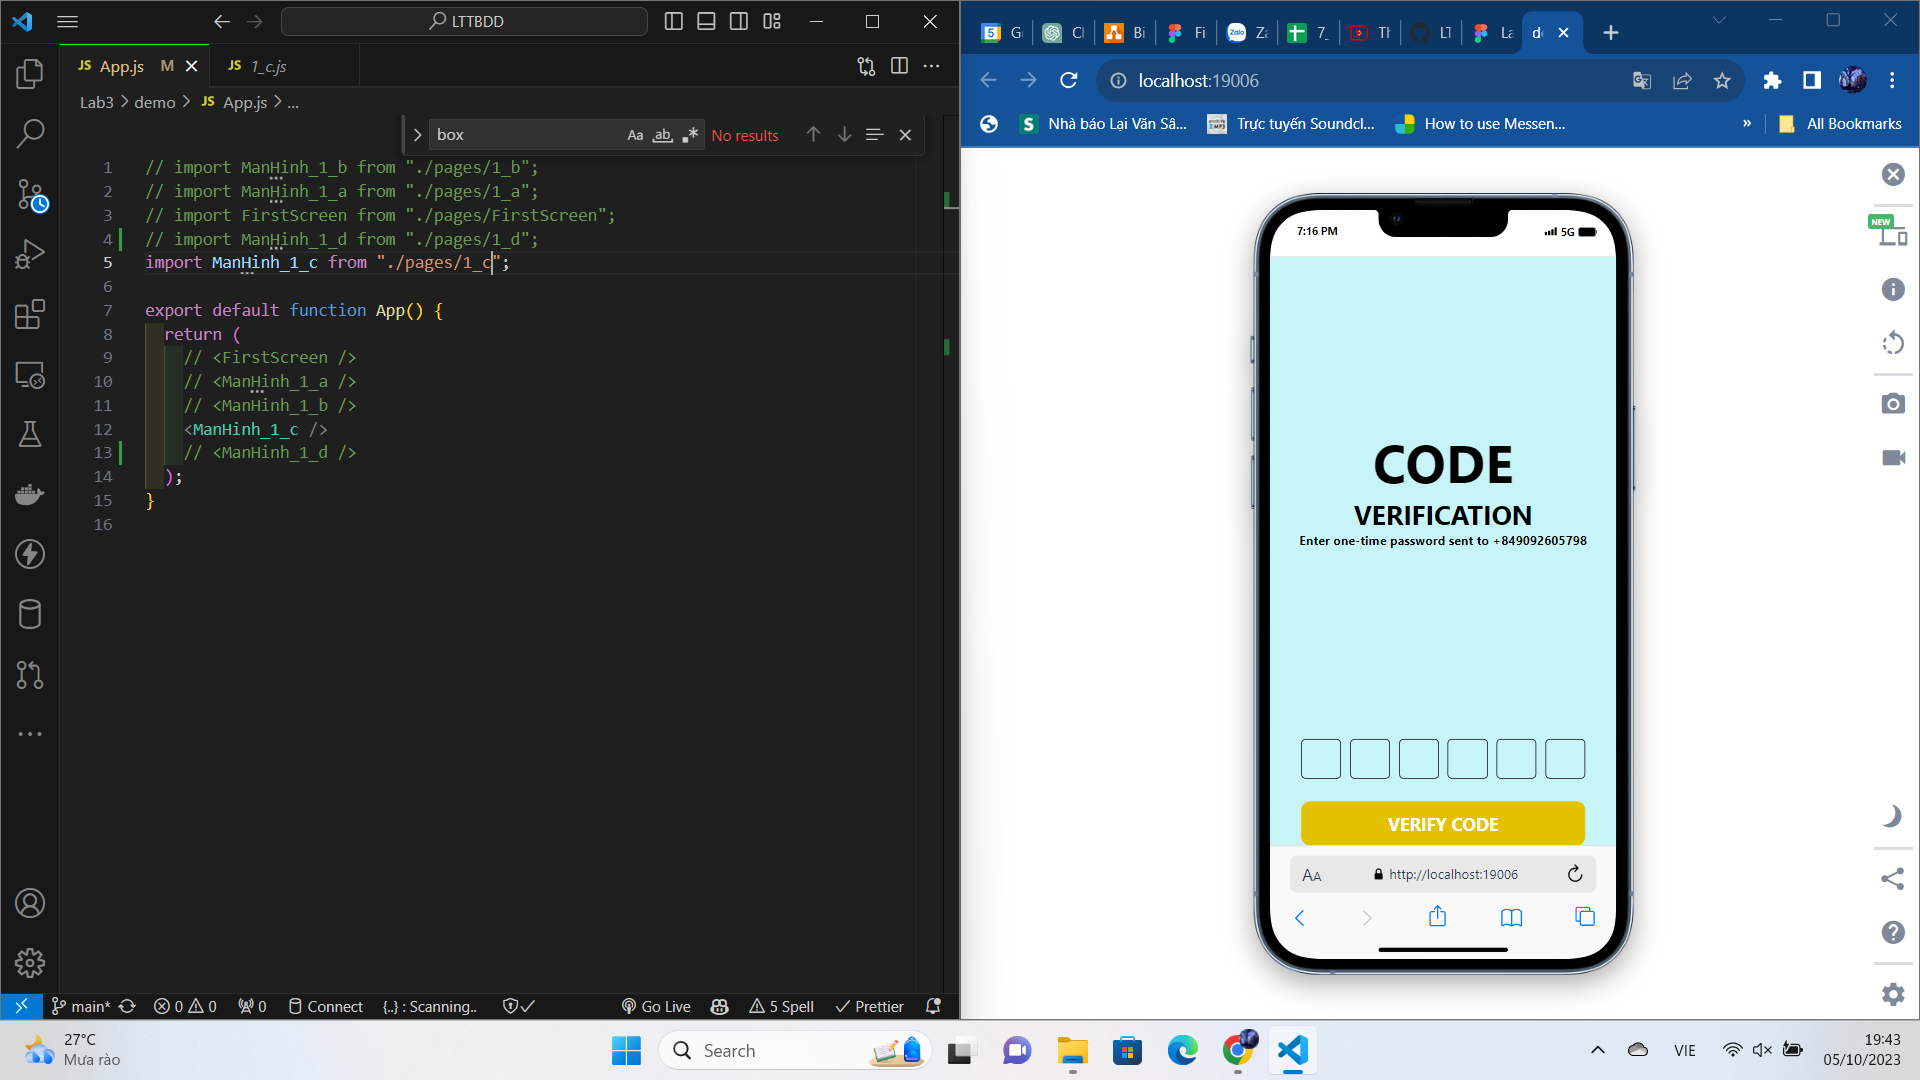 LTTBDD
JS App.js M
JS 1_c.js
Lab3 > demo > JS App.js > ...
box
Aa
ab
No results
1 // import ManHinh_1_b from "./pages/1_b";
2 // import ManHinh_1_a from "./pages/1_a";
3 // import FirstScreen from "./pages/FirstScreen";
4 // import ManHinh_1_d from "./pages/1_d";
5 import ManHinh_1_c from "./pages/1_c";
6
7 export default function App() {
8 return (
9 // <FirstScreen />
10 // <ManHinh_1_a />
11 // <ManHinh_1_b />
12 <ManHinh_1_c />
13 // <ManHinh_1_d />
14 );
15 }
16
main* 0 0 0 Connect {..} : Scanning.. Go Live 5 Spell Prettier
5 G Cl Bi Fi Zalo Za 7_ Tl LT La d
localhost:19006
S Nhà báo Lại Văn Sâ... Trực tuyến Soundcl... How to use Messen... » All Bookmarks
NEW
7:16 PM 5G
CODE
VERIFICATION
Enter one-time password sent to +849092605798
VERIFY CODE
AA http://localhost:19006
27°C
Mưa rào
Search
VIE
19:43
05/10/2023